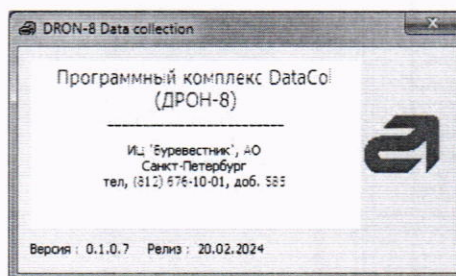 DRON-8 Data collection
Программный комплекс DataCol
(ДРОН-8)
------------------------
ИЦ "Буревестник", АО
Санкт-Петербург
тел, (812) 676-10-01, доб. 585
Версия : 0.1.0.7 Релиз : 20.02.2024